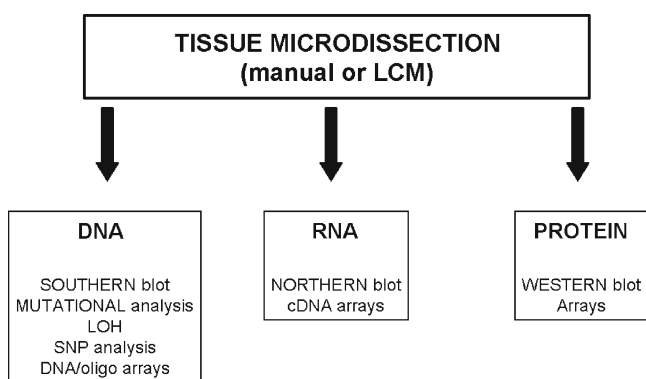 TISSUE MICRODISSECTION
(manual or LCM)
DNA
SOUTHERN blot
MUTATIONAL analysis
LOH
SNP analysis
DNA/oligo arrays
RNA
NORTHERN blot
cDNA arrays
PROTEIN
WESTERN blot
Arrays